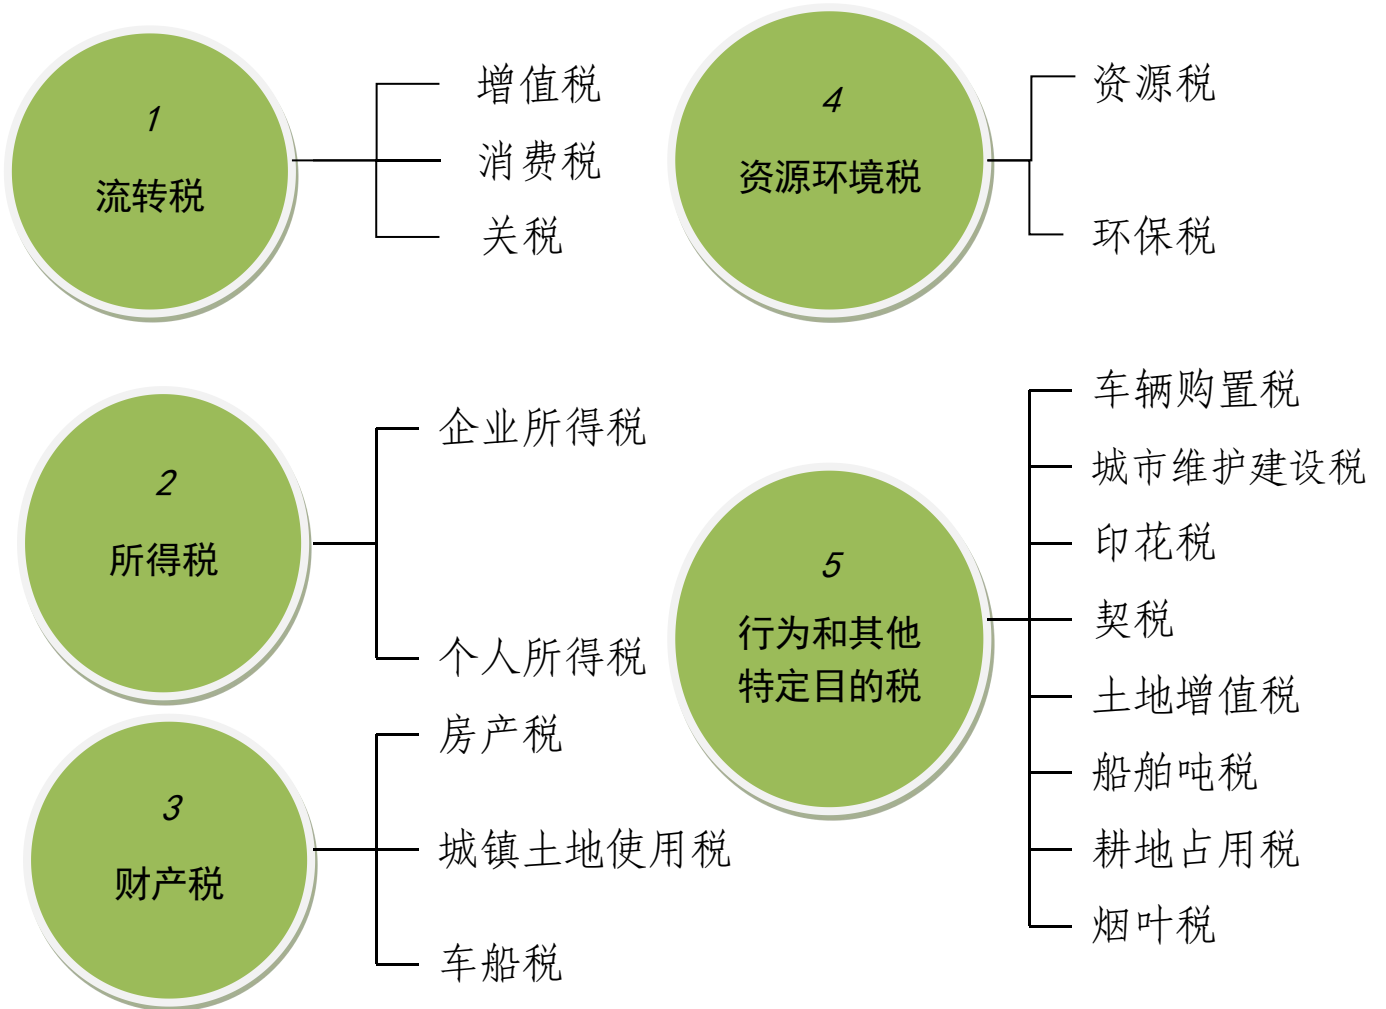 1
流转税
增值税
消费税
关税
2
所得税
企业所得税
个人所得税
3
财产税
房产税
城镇土地使用税
车船税
4
资源环境税
资源税
环保税
5
行为和其他
特定目的税
车辆购置税
城市维护建设税
印花税
契税
土地增值税
船舶吨税
耕地占用税
烟叶税